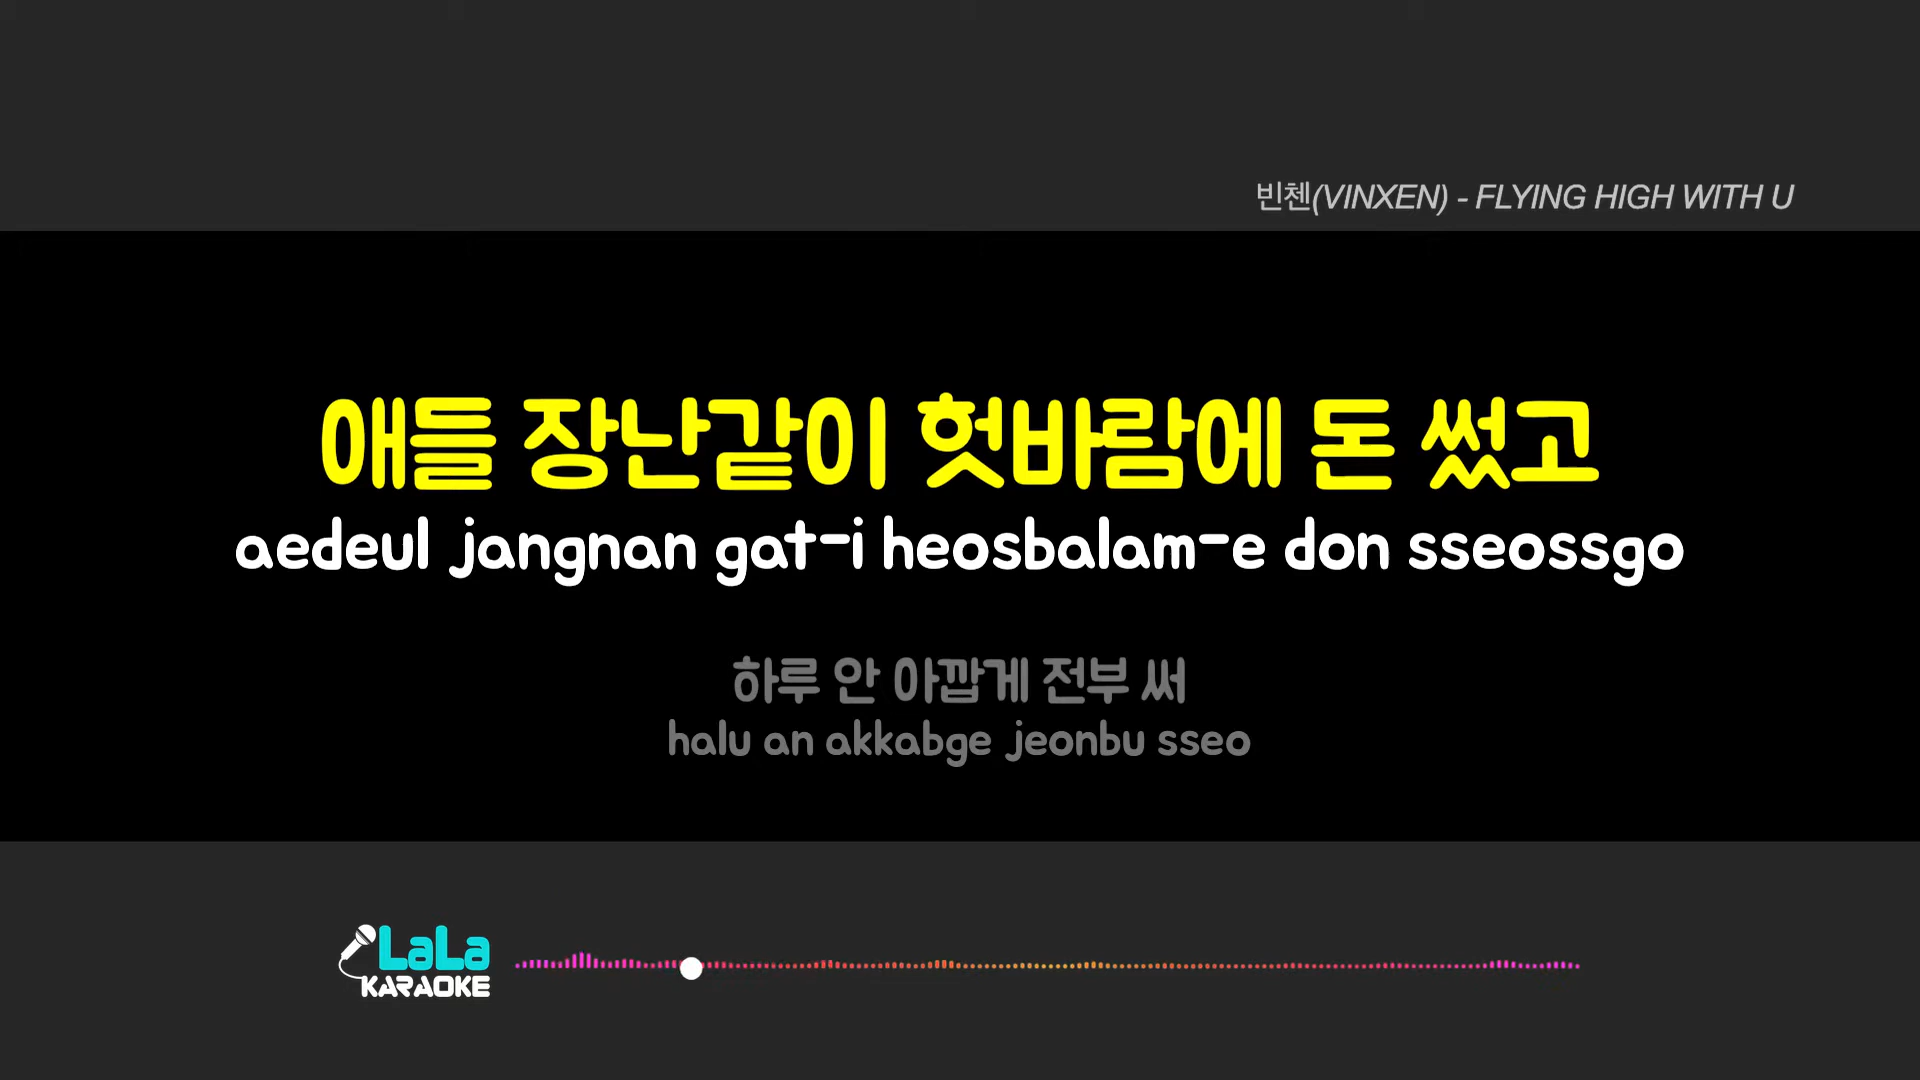 빈첸(VINXEN) - FLYING HIGH WITH U
애들 장난같이 헛바람에 돈 썼고
aedeul jangnan gat-i heosbalam-e don sseossgo
하루 안 아깝게 전부 써
halu an akkabge jeonbu sseo
LaLa
KARAOKE